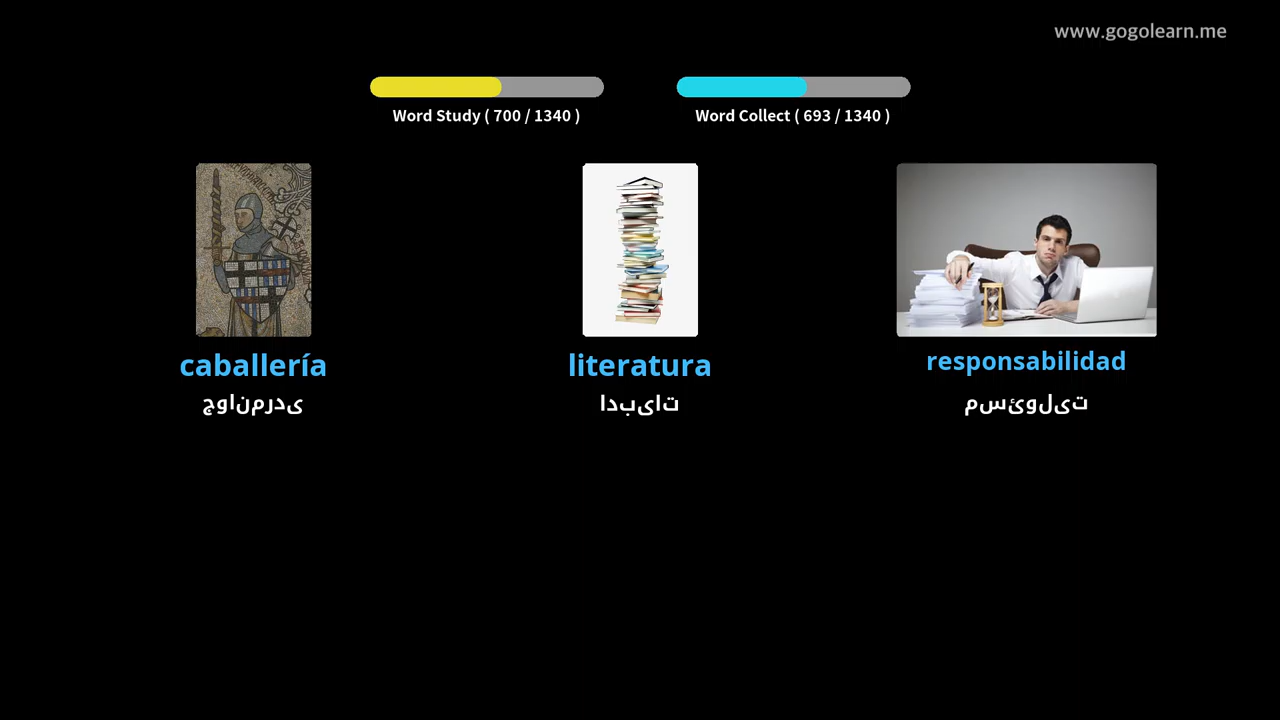 www.gogolearn.me
Word Study ( 700 / 1340 )
Word Collect ( 693 / 1340 )
caballería
جوانمردی
literatura
ادبیات
responsabilidad
مسئولیت